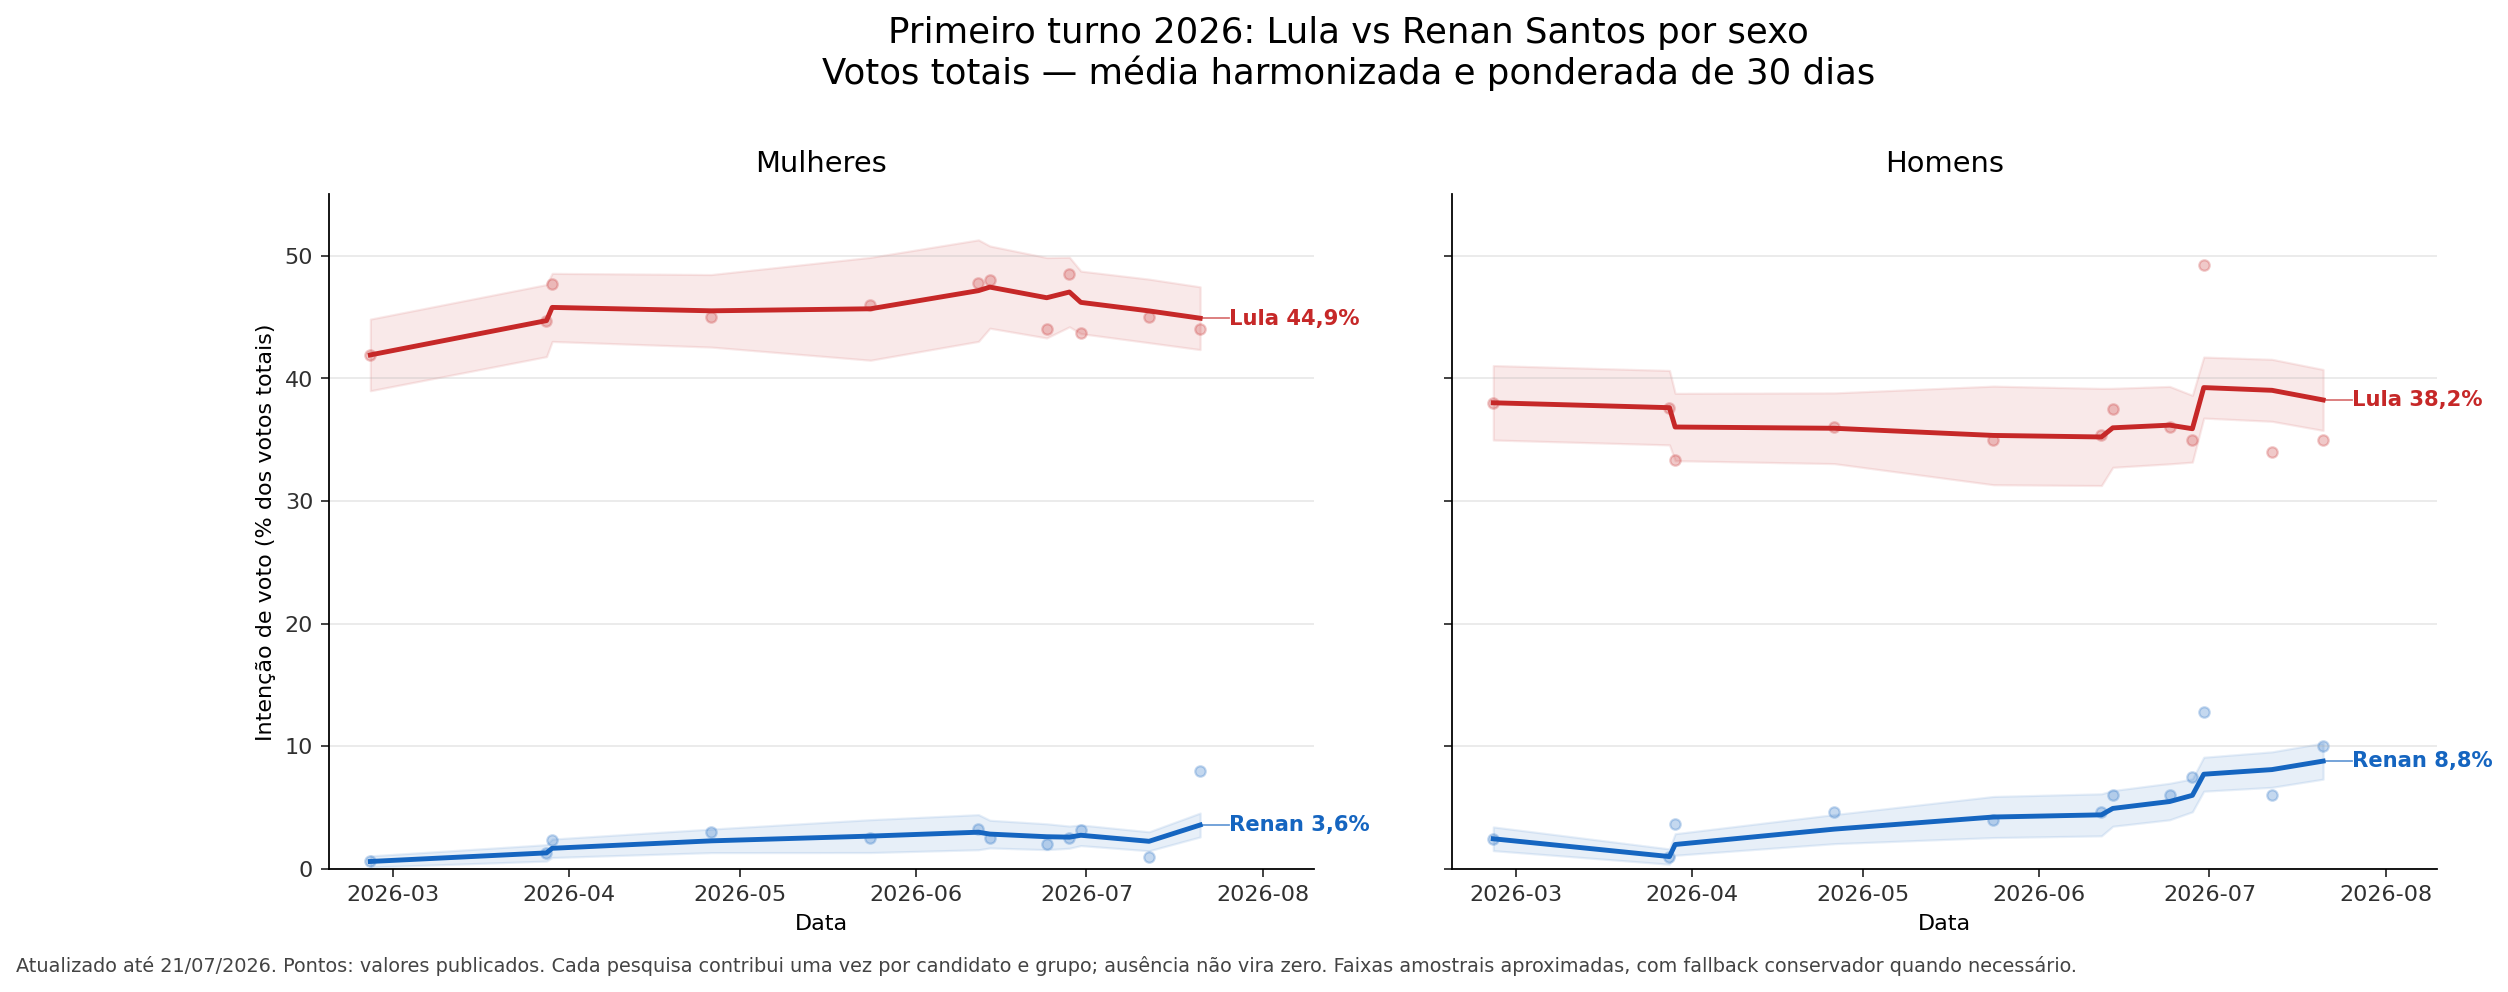 Primeiro turno 2026: Lula vs Renan Santos por sexo
Votos totais — média harmonizada e ponderada de 30 dias
Mulheres
Intenção de voto (% dos votos totais)
50
40
30
20
10
0
Lula 44,9%
Renan 3,6%
2026-03
2026-04
2026-05
2026-06
2026-07
2026-08
Data
Homens
Lula 38,2%
Renan 8,8%
2026-03
2026-04
2026-05
2026-06
2026-07
2026-08
Data
Atualizado até 21/07/2026. Pontos: valores publicados. Cada pesquisa contribui uma vez por candidato e grupo; ausência não vira zero. Faixas amostrais aproximadas, com fallback conservador quando necessário.